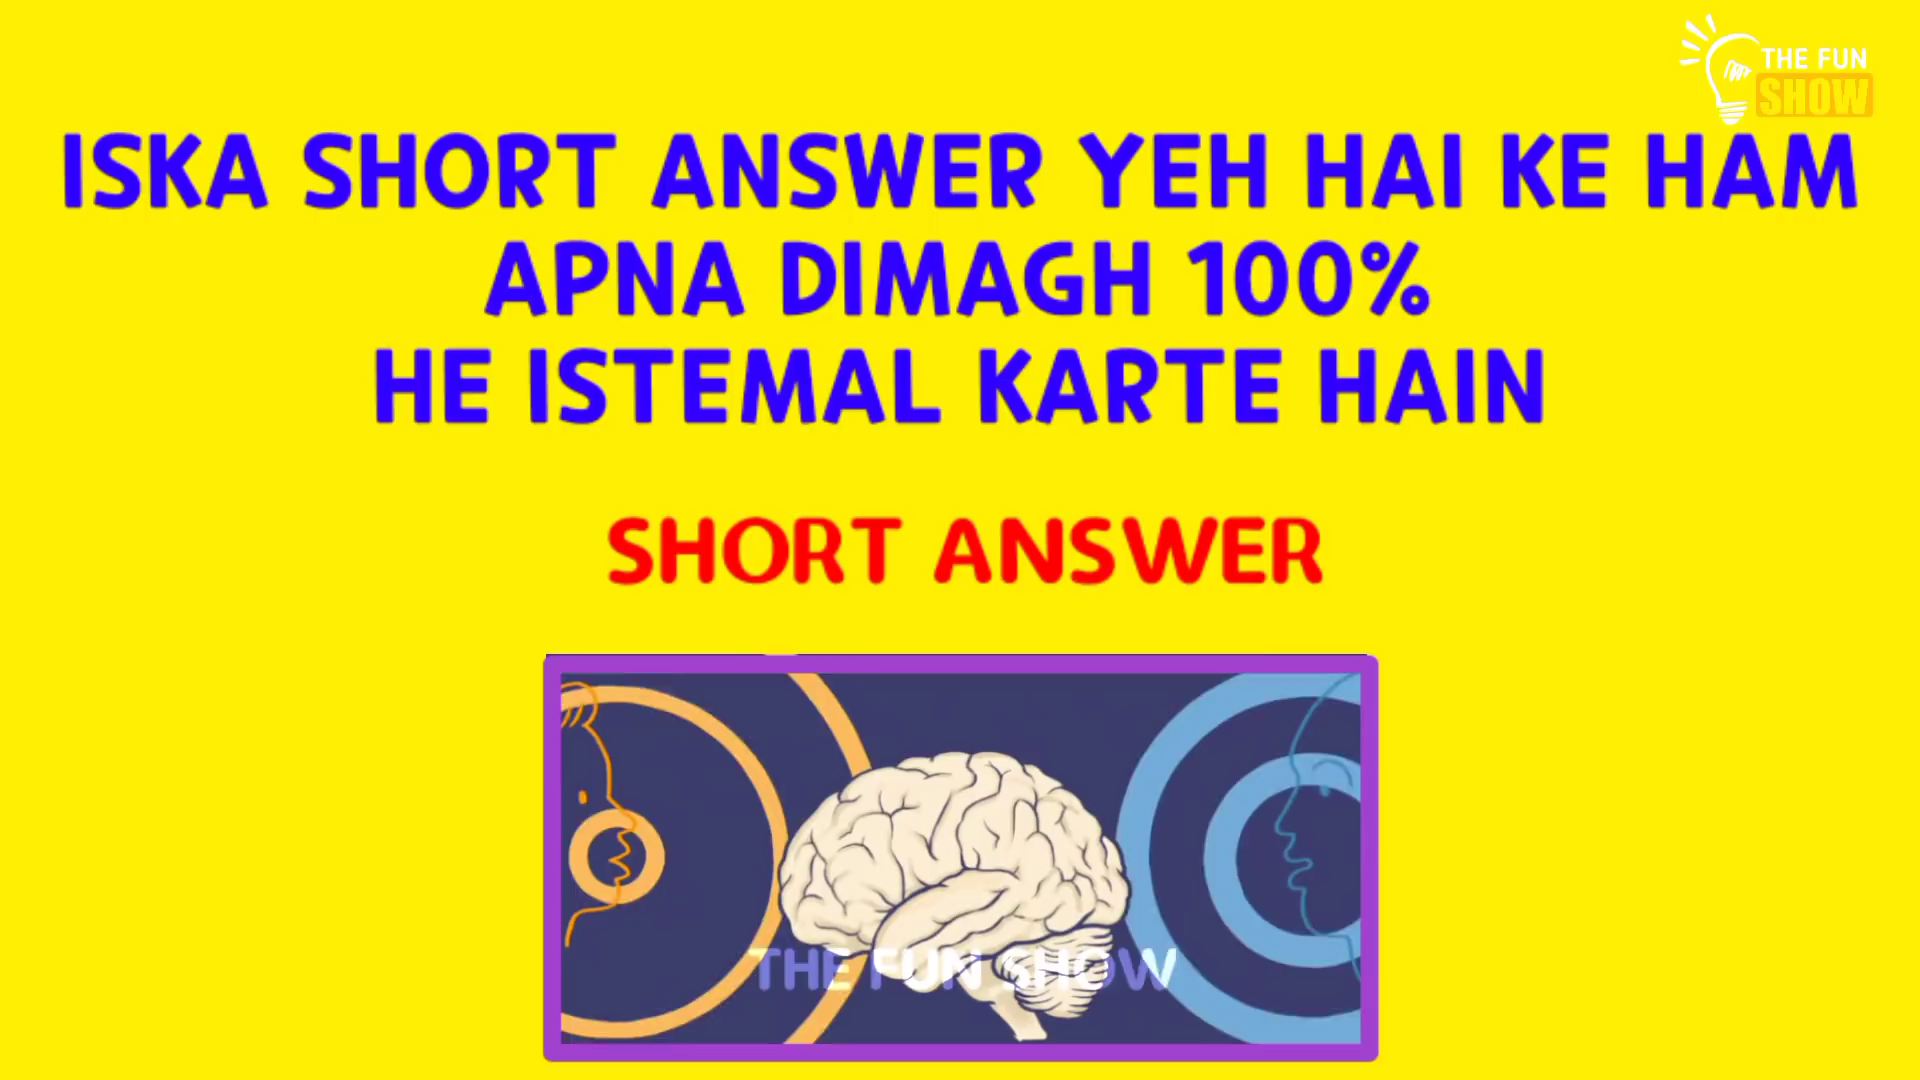 THE FUN
SHOW
ISKA SHORT ANSWER YEH HAI KE HAM
APNA DIMAGH 100%
HE ISTEMAL KARTE HAIN
SHORT ANSWER
THE FUN SHOW